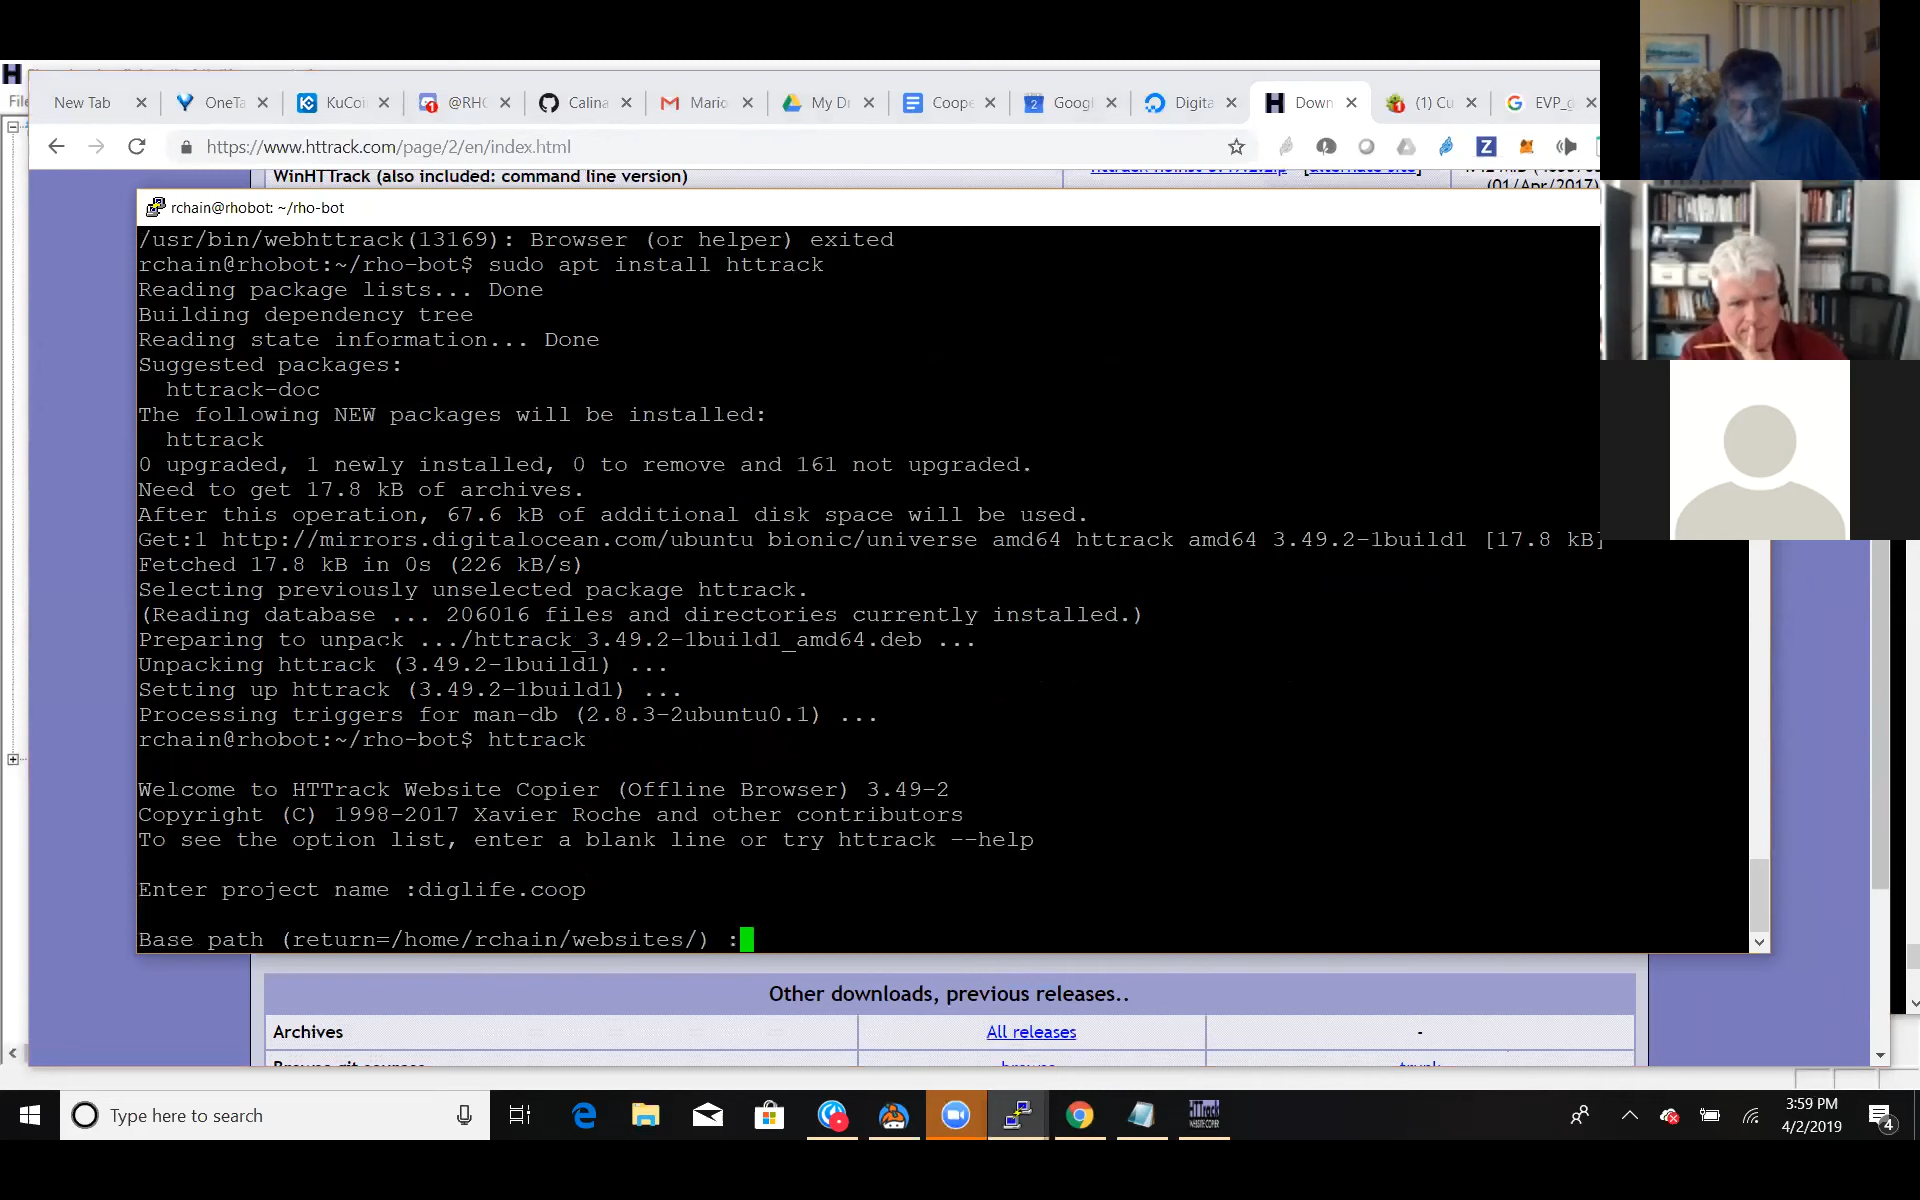 H
File
New Tab
OneTa
KuCoi
@RHC
Calina
Mario
My Dr
Coope
Googl
Digita
Down
(1) Cu
EVP_g
https://www.httrack.com/page/2/en/index.html
WinHTTrack (also included: command line version)
(01/Apr/2017)
rchain@rhobot: ~/rho-bot
/usr/bin/webhttrack(13169): Browser (or helper) exited
rchain@rhobot:~/rho-bot$ sudo apt install httrack
Reading package lists... Done
Building dependency tree
Reading state information... Done
Suggested packages:
httrack-doc
The following NEW packages will be installed:
httrack
0 upgraded, 1 newly installed, 0 to remove and 161 not upgraded.
Need to get 17.8 kB of archives.
After this operation, 67.6 kB of additional disk space will be used.
Get:1 http://mirrors.digitalocean.com/ubuntu bionic/universe amd64 httrack amd64 3.49.2-1build1 [17.8 kB]
Fetched 17.8 kB in 0s (226 kB/s)
Selecting previously unselected package httrack.
(Reading database ... 206016 files and directories currently installed.)
Preparing to unpack .../httrack_3.49.2-1build1_amd64.deb ...
Unpacking httrack (3.49.2-1build1) ...
Setting up httrack (3.49.2-1build1) ...
Processing triggers for man-db (2.8.3-2ubuntu0.1) ...
rchain@rhobot:~/rho-bot$ httrack
Welcome to HTTrack Website Copier (Offline Browser) 3.49-2
Copyright (C) 1998-2017 Xavier Roche and other contributors
To see the option list, enter a blank line or try httrack --help
Enter project name :diglife.coop
Base path (return=/home/rchain/websites/) :
Other downloads, previous releases..
Archives
All releases
-
Browse git sources
browse
trunk
Type here to search
3:59 PM
4/2/2019
4